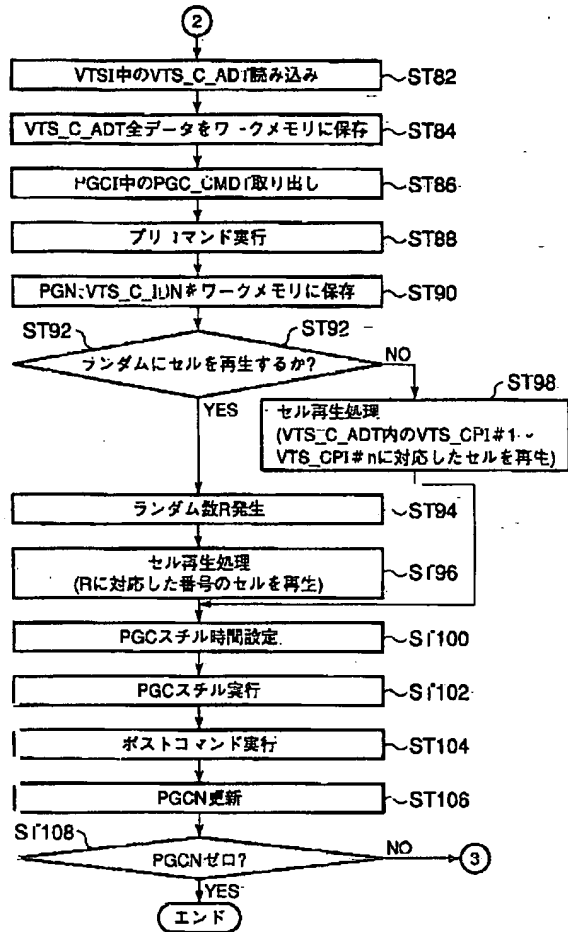 2
VTSI中のVTS_C_ADT読み込み
ST82
VTS_C_ADT全データをワークメモリに保存
ST84
PGCI中のPGC_CMDT取り出し
ST86
プリコマンド実行
ST88
ワークメモリに保存
ST90
ST92
ST92
ランダムにセルを再生するか?
NO
YES
ST98
セル再生処理
(VTS_C_ADT内のVTS_CPI#1~
VTS_CPI#nに対応したセルを再生)
ランダム数R発生
ST94
セル再生処理
(Rに対応した番号のセルを再生)
ST96
PGCスチル時間設定
ST100
PGCスチル実行
ST102
ポストコマンド実行
ST104
PGCN更新
ST106
ST108
PGCNゼロ?
NO
3
YES
エンド